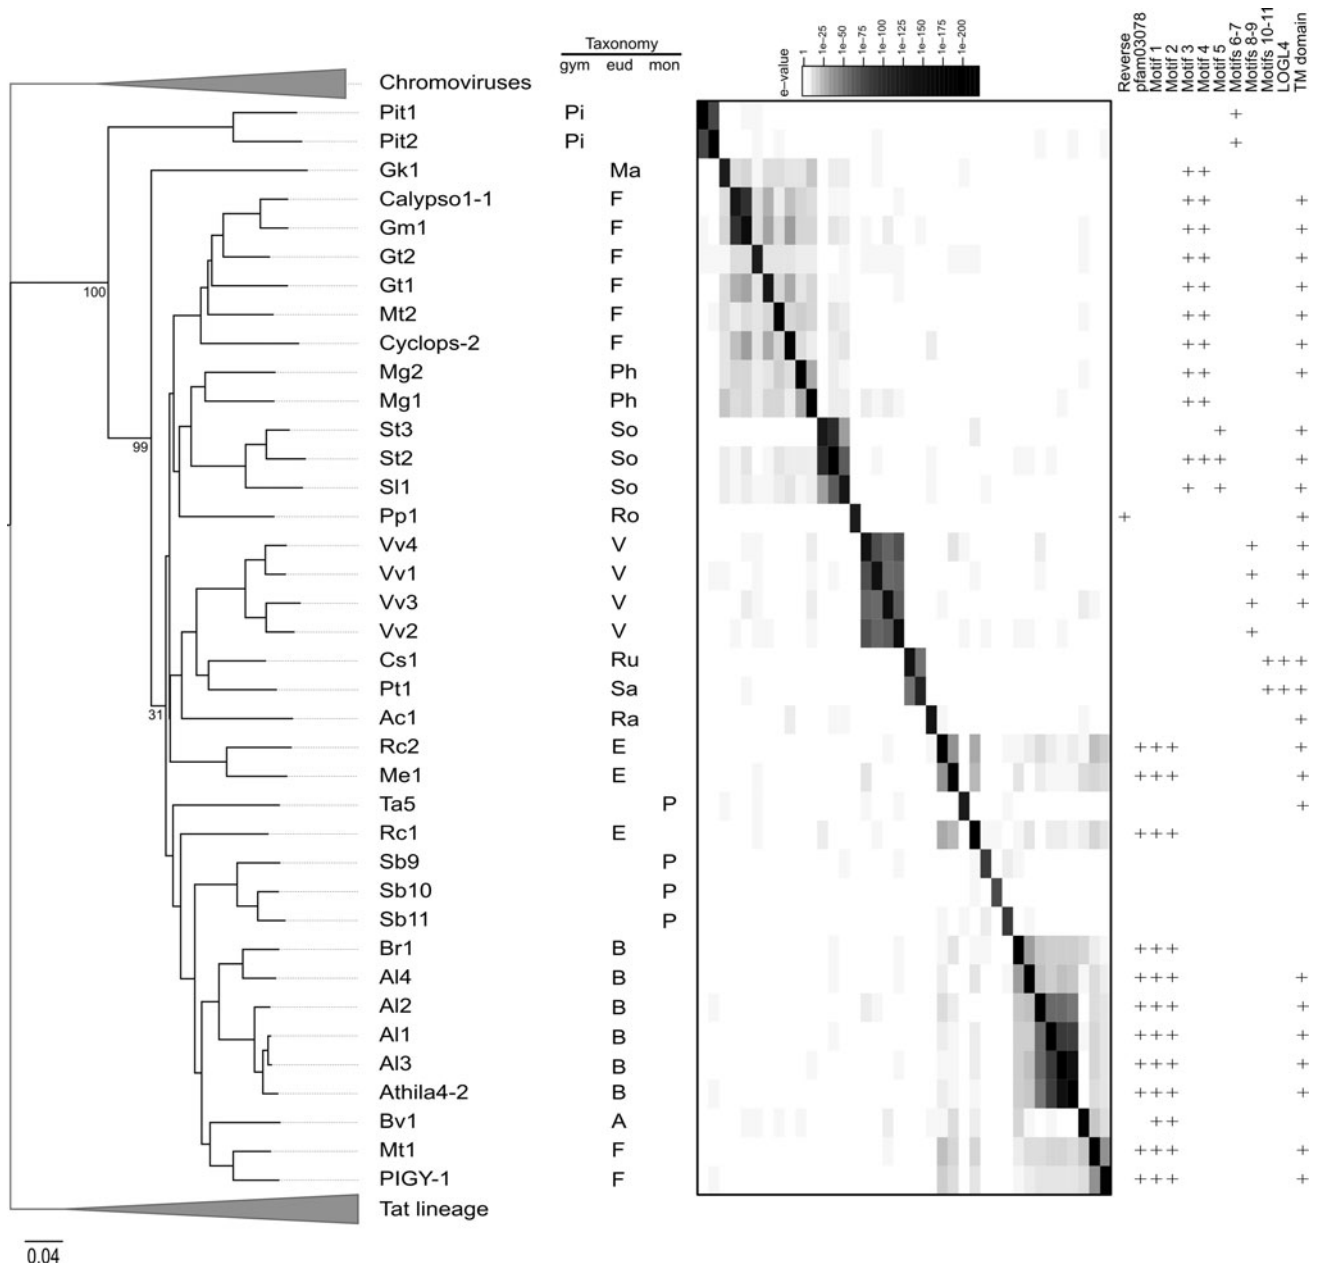 Taxonomy
gym eud mon
e-value
1
1e-25
1e-50
1e-75
1e-100
1e-125
1e-150
1e-175
1e-200
Reverse
pfam03078
Motif 1
Motif 2
Motif 3
Motif 4
Motif 5
Motifs 6-7
Motifs 8-9
Motifs 10-11
LOGL4
TM domain
Chromoviruses
Pit1 Pi +
Pit2 Pi +
Gk1 Ma + +
Calypso1-1 F + + +
Gm1 F + + +
Gt2 F + + +
Gt1 F + + +
Mt2 F + + +
Cyclops-2 F + + +
Mg2 Ph + + +
Mg1 Ph + +
St3 So + +
St2 So + + + +
Sl1 So + + +
Pp1 Ro + +
Vv4 V + +
Vv1 V + +
Vv3 V + +
Vv2 V +
Cs1 Ru + + +
Pt1 Sa + + +
Ac1 Ra +
Rc2 E + + + +
Me1 E + + + +
Ta5 P +
Rc1 E + + +
Sb9 P
Sb10 P
Sb11 P
Br1 B + + +
Al4 B + + + +
Al2 B + + + +
Al1 B + + + +
Al3 B + + + +
Athila4-2 B + + + +
Bv1 A + +
Mt1 F + + + +
PIGY-1 F + + + +
Tat lineage
100
99
31
0.04